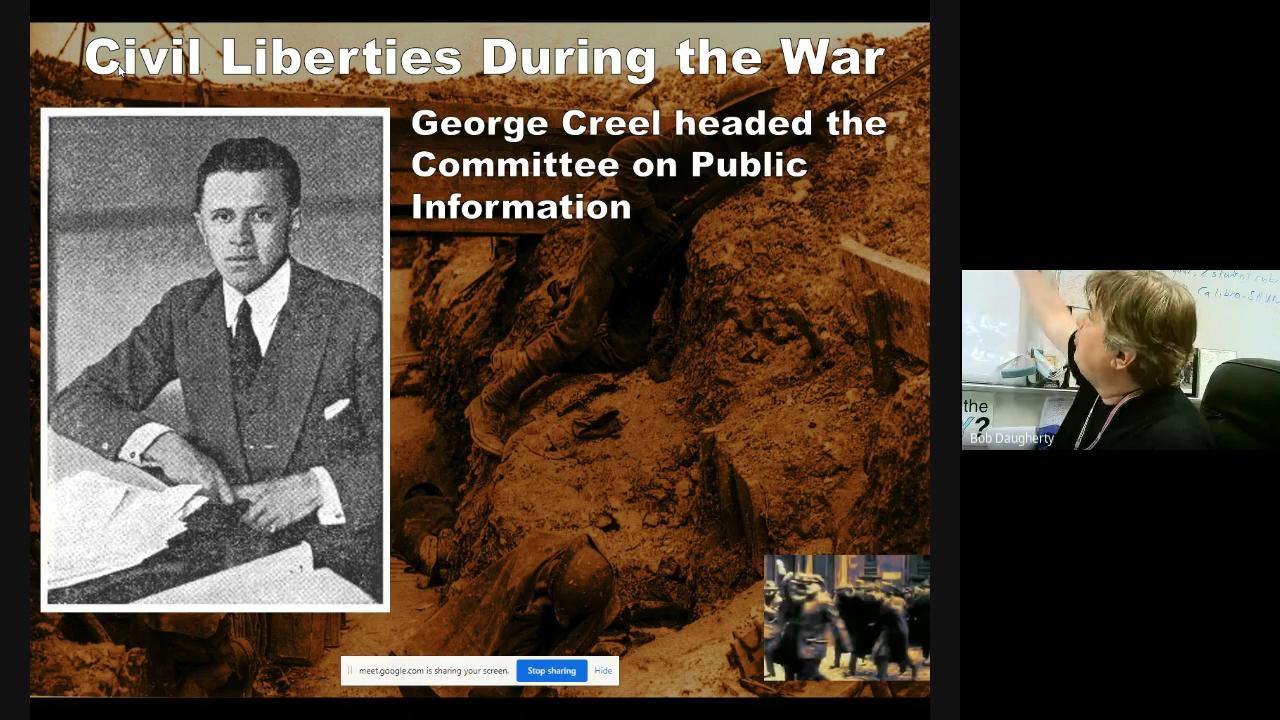 Civil Liberties During the War
George Creel headed the
Committee on Public
Information
meet.google.com is sharing your screen.
Stop sharing
Hide
the
?
Bob Daugherty